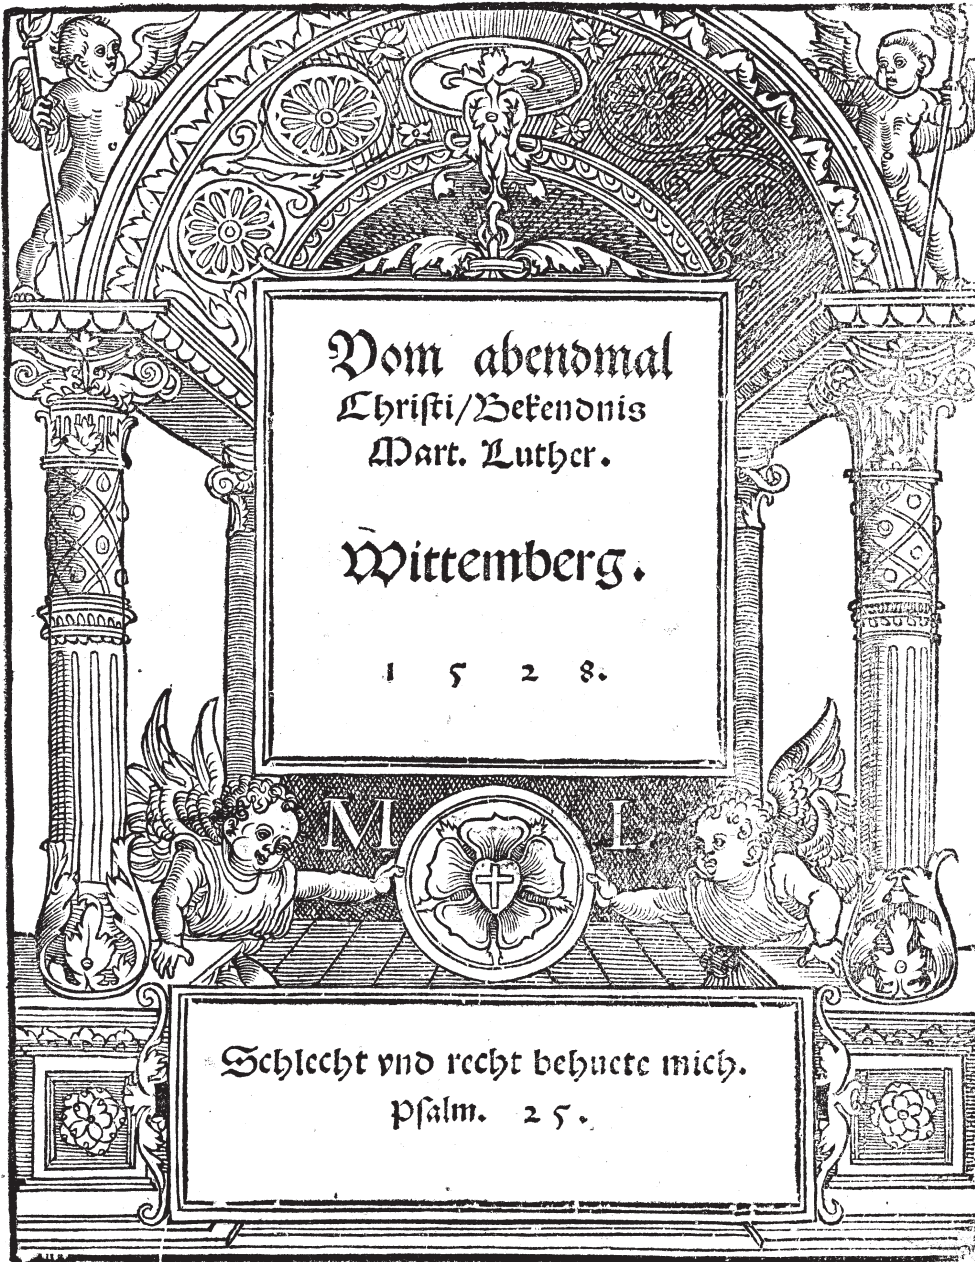 Vom abendmal
Chriſti/Bekendnis
Mart. Luther.
Wittemberg.
1 5 2 8.
M L
Schlecht vnd recht behuete mich.
Pſalm. 25.